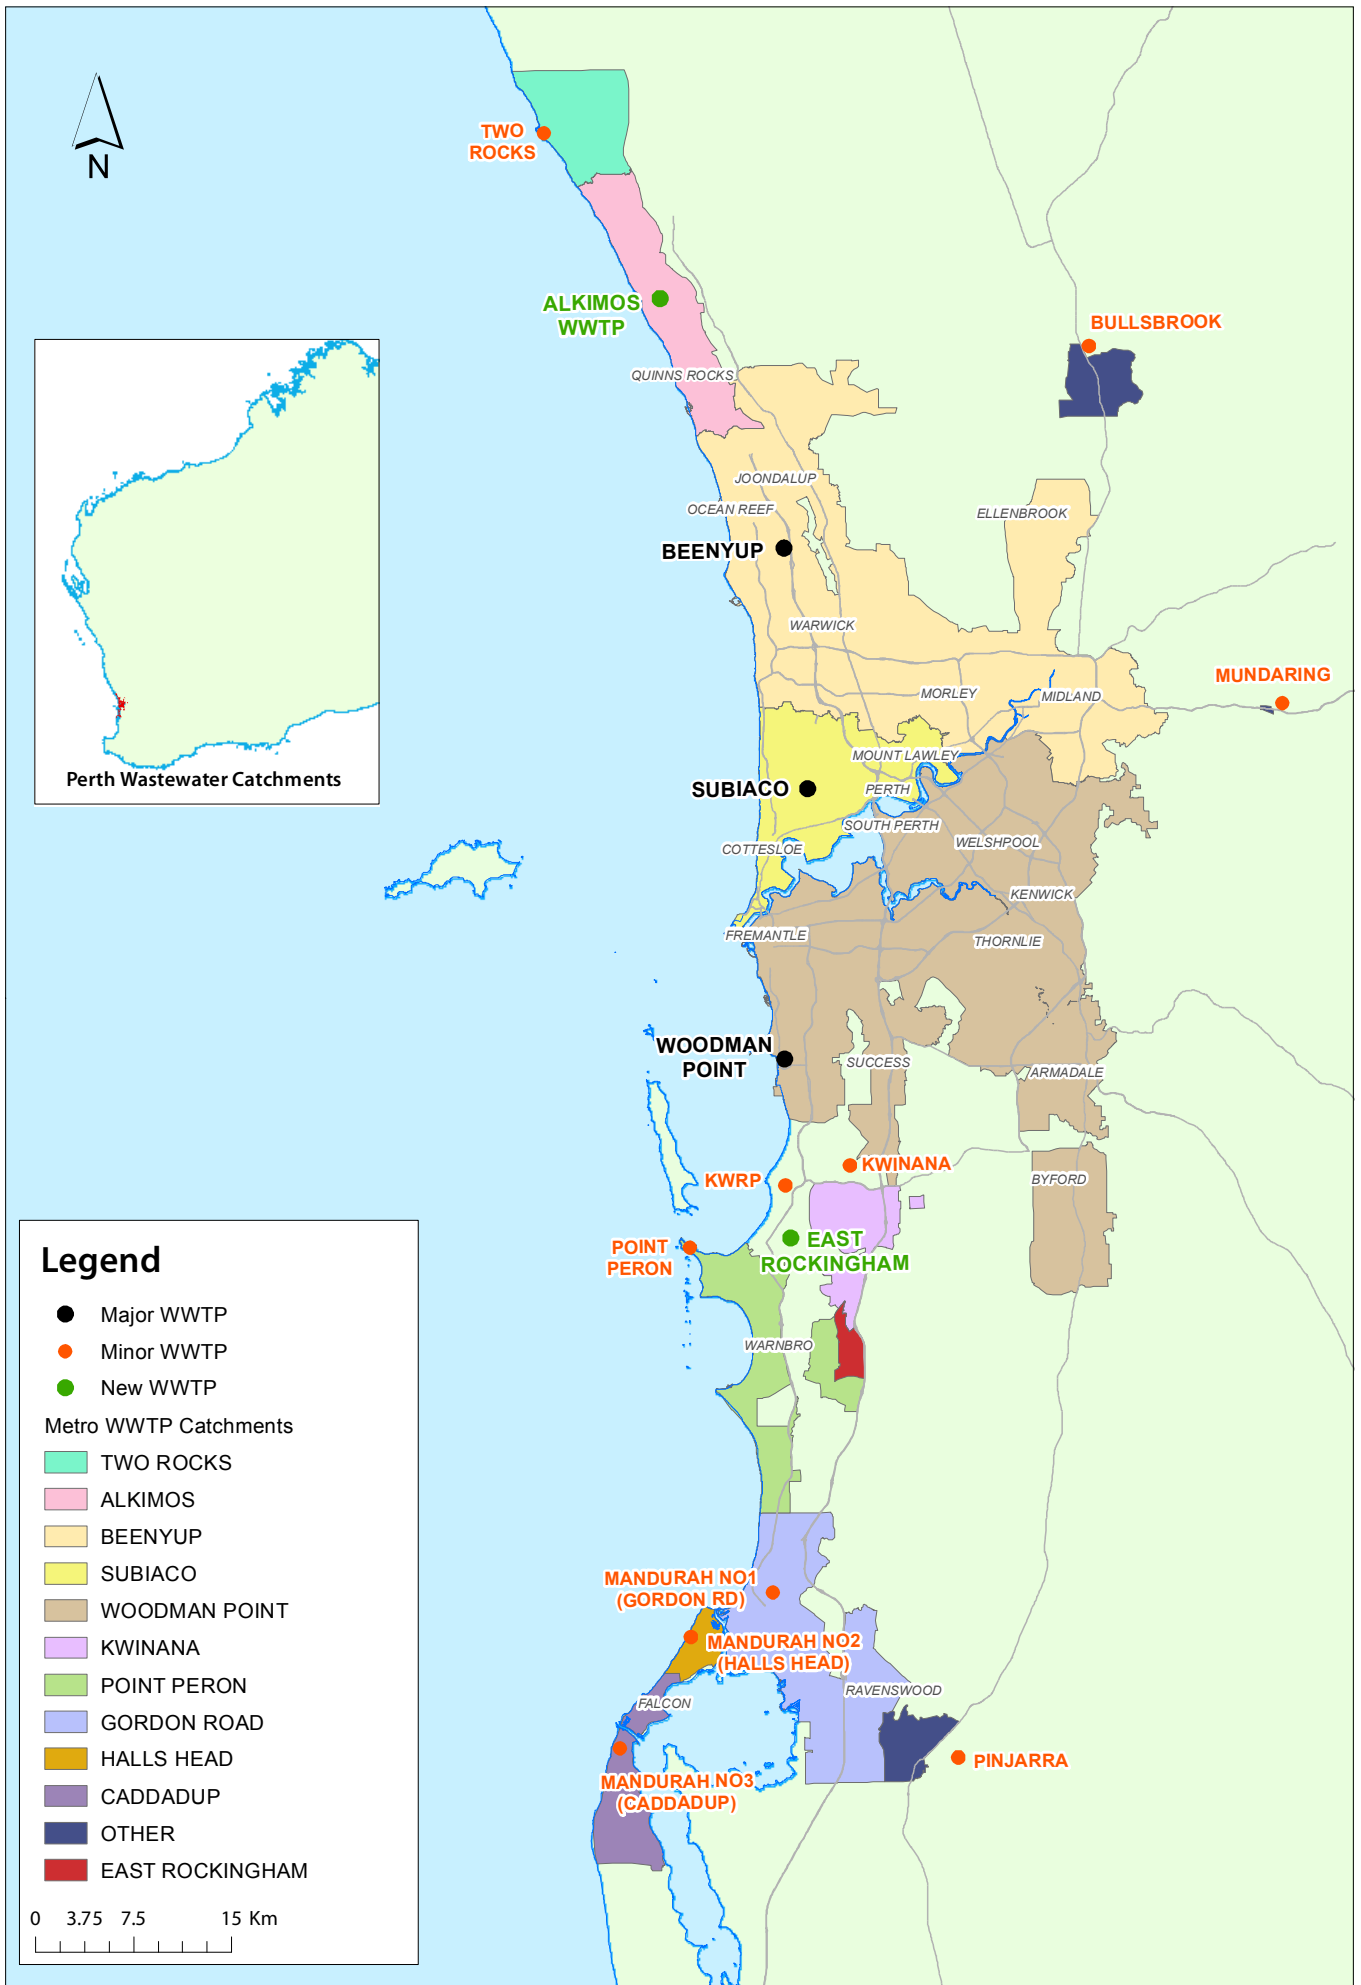 N
TWO
ROCKS
ALKIMOS
WWTP
BULLSBROOK
QUINNS ROCKS
JOONDALUP
OCEAN REEF
ELLENBROOK
BEENYUP
WARWICK
MUNDARING
MORLEY
MIDLAND
MOUNT LAWLEY
SUBIACO
PERTH
SOUTH PERTH
WELSHPOOL
COTTESLOE
KENWICK
FREMANTLE
THORNLIE
WOODMAN
POINT
SUCCESS
ARMADALE
KWINANA
KWRP
BYFORD
POINT
PERON
EAST
ROCKINGHAM
WARNBRO
MANDURAH NO1
(GORDON RD)
MANDURAH NO2
(HALLS HEAD)
RAVENSWOOD
FALCON
PINJARRA
MANDURAH NO3
(CADDADUP)
Perth Wastewater Catchments
Legend
Major WWTP
Minor WWTP
New WWTP
Metro WWTP Catchments
TWO ROCKS
ALKIMOS
BEENYUP
SUBIACO
WOODMAN POINT
KWINANA
POINT PERON
GORDON ROAD
HALLS HEAD
CADDADUP
OTHER
EAST ROCKINGHAM
0 3.75 7.5 15 Km